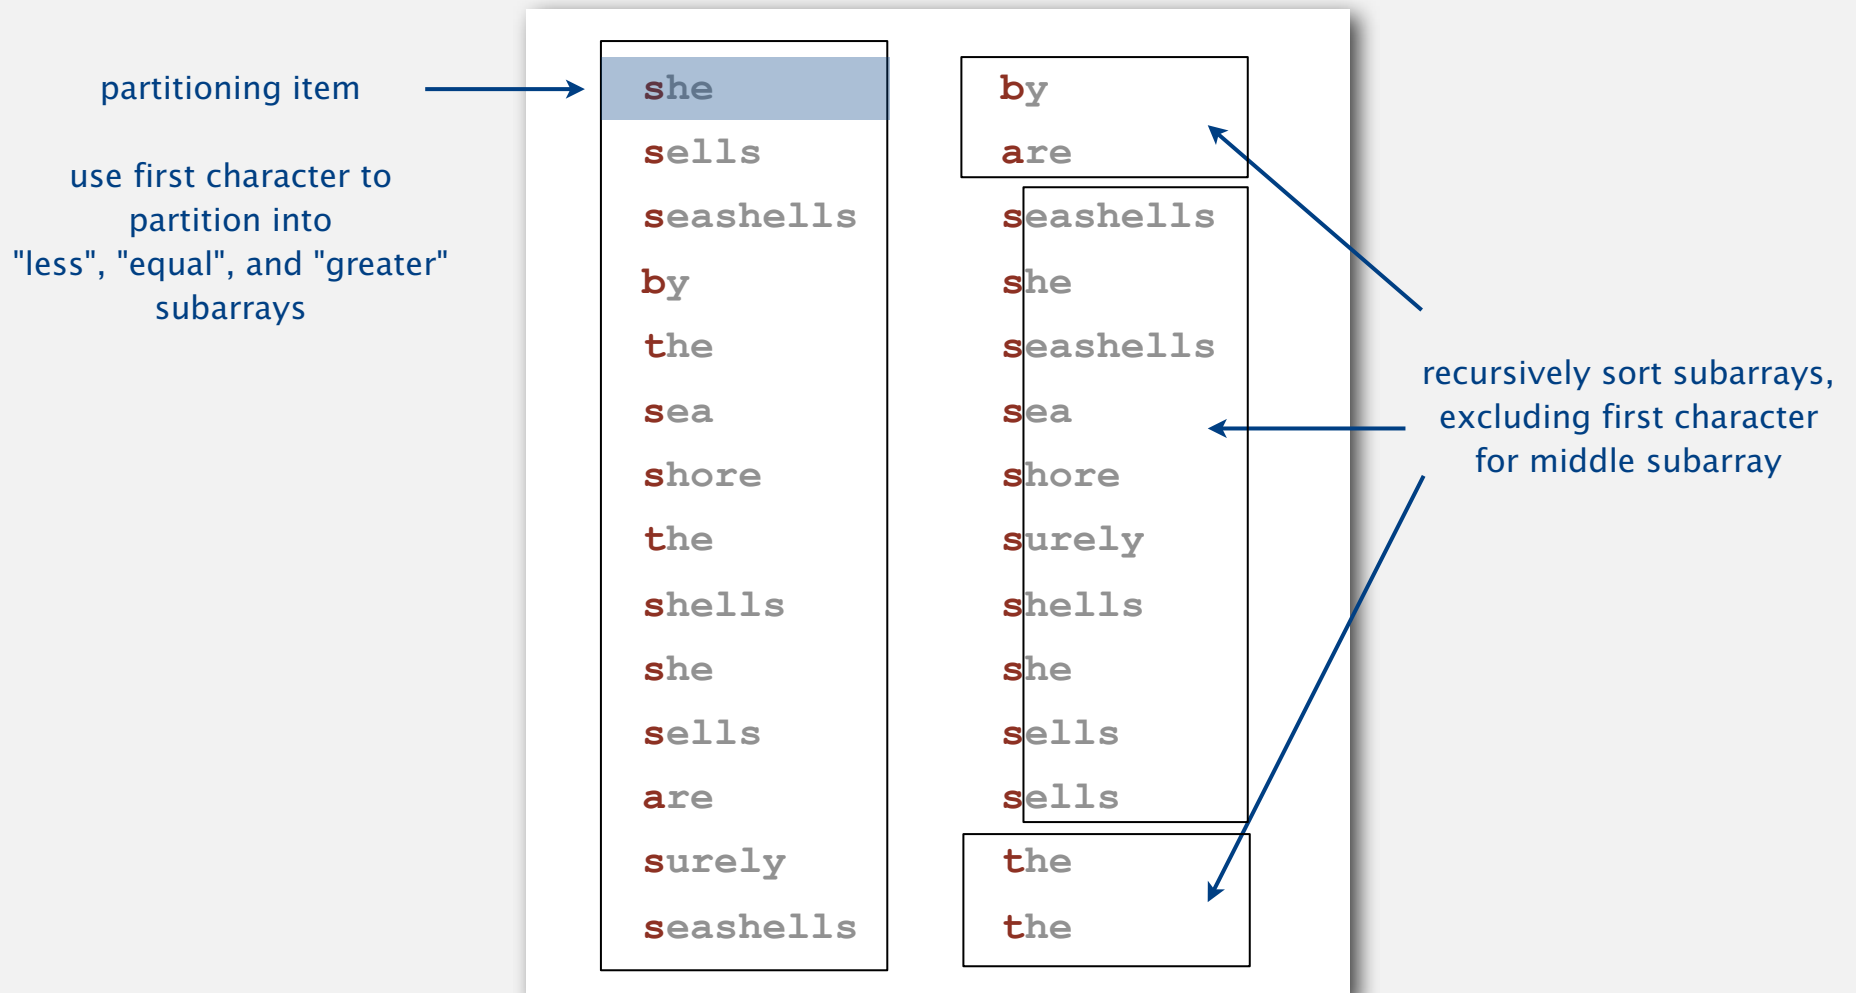 partitioning item
use first character to
partition into
"less", "equal", and "greater"
subarrays
she
sells
seashells
by
the
sea
shore
the
shells
she
sells
are
surely
seashells
by
are
seashells
she
seashells
sea
shore
surely
shells
she
sells
sells
the
the
recursively sort subarrays,
excluding first character
for middle subarray